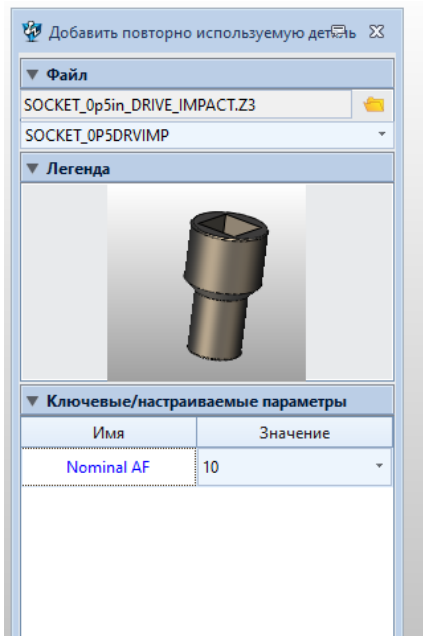 Добавить повторно используемую деталь
Файл
SOCKET_0p5in_DRIVE_IMPACT.Z3
SOCKET_0P5DRVIMP
Легенда
Ключевые/настраиваемые параметры
Имя Значение
Nominal AF 10